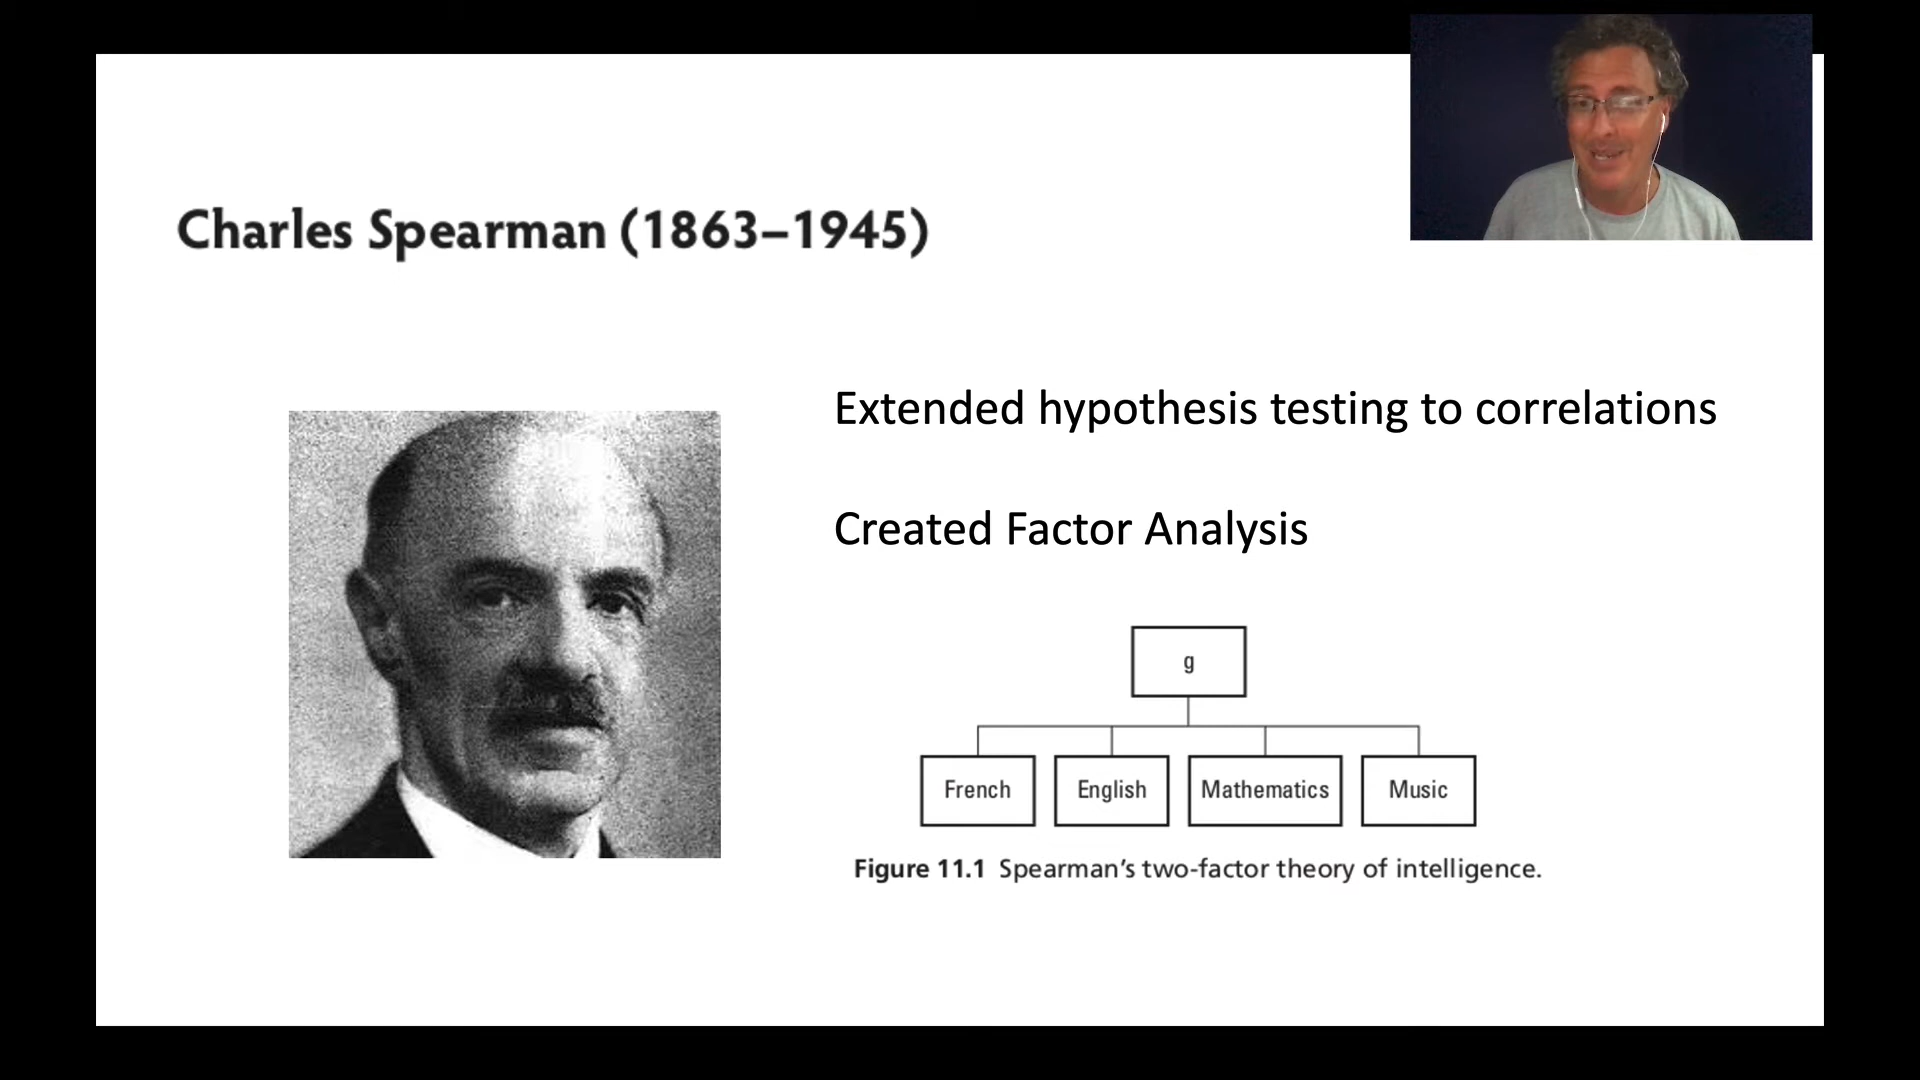 Charles Spearman (1863–1945)
Extended hypothesis testing to correlations
Created Factor Analysis
g
French English Mathematics Music
Figure 11.1 Spearman's two-factor theory of intelligence.